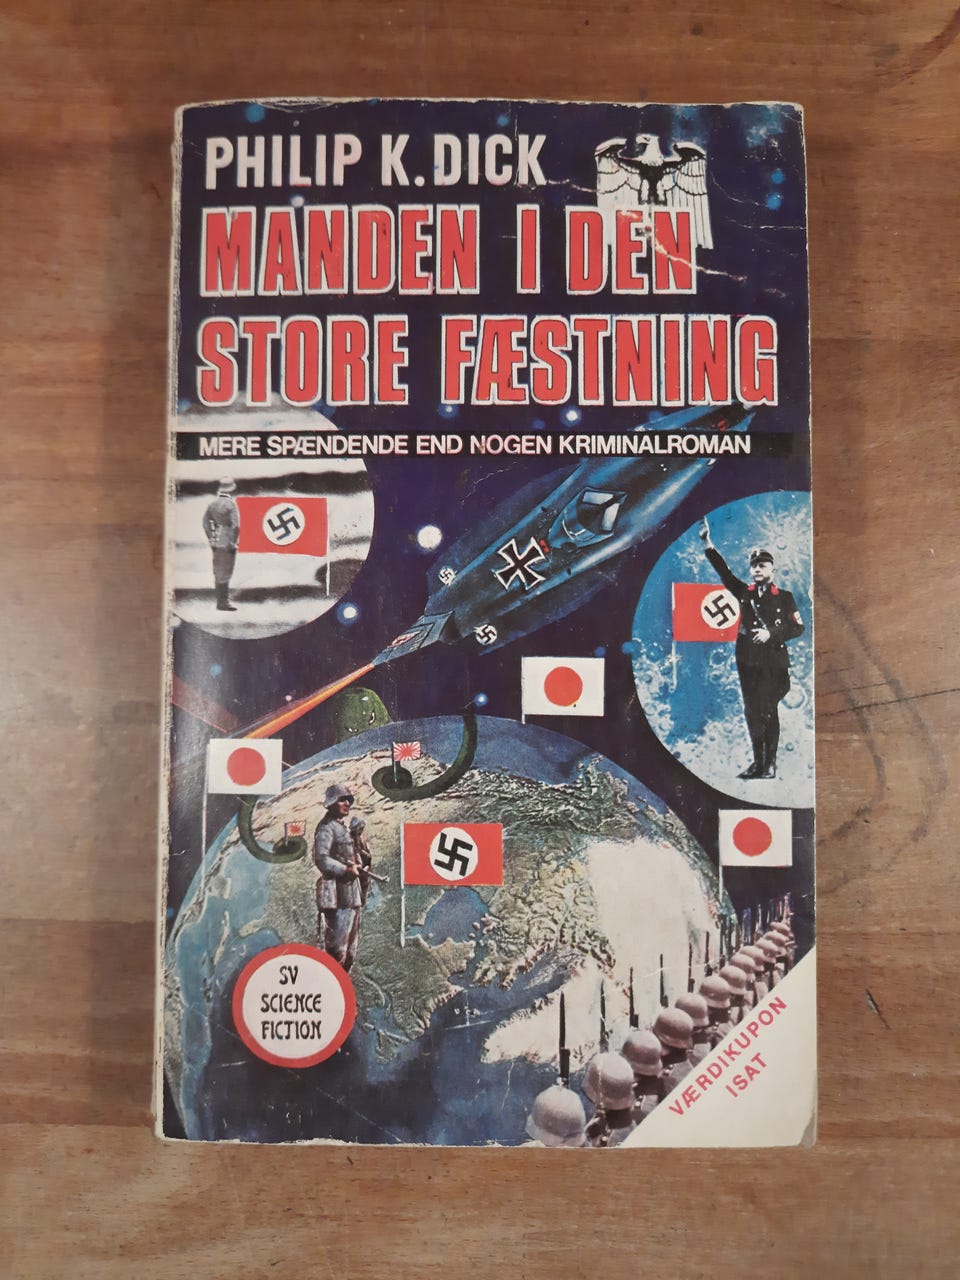 PHILIP K. DICK
MANDEN I DEN
STORE FÆSTNING
MERE SPÆNDENDE END NOGEN KRIMINALROMAN
SV
SCIENCE
FICTION
VÆRDIKUPON
ISAT